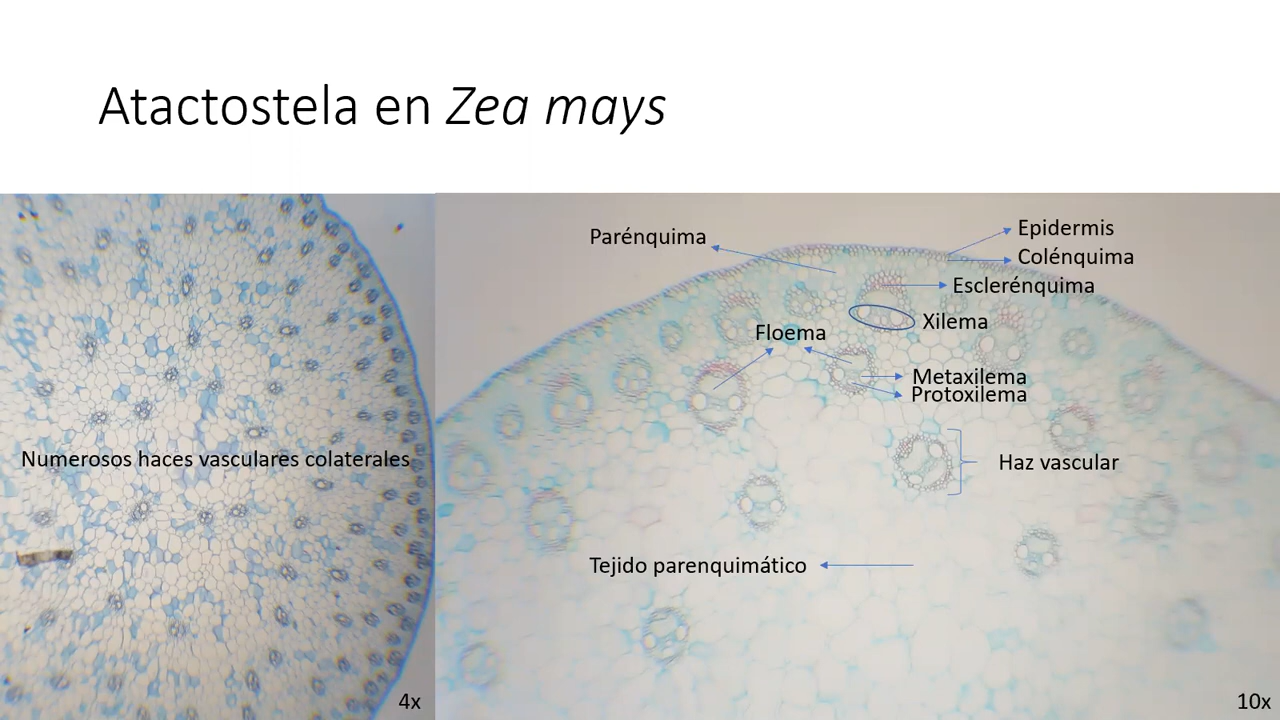 Atactostela en Zea mays
Numerosos haces vasculares colaterales
4x
Parénquima
Epidermis
Colénquima
Esclerénquima
Xilema
Floema
Metaxilema
Protoxilema
Haz vascular
Tejido parenquimático
10x